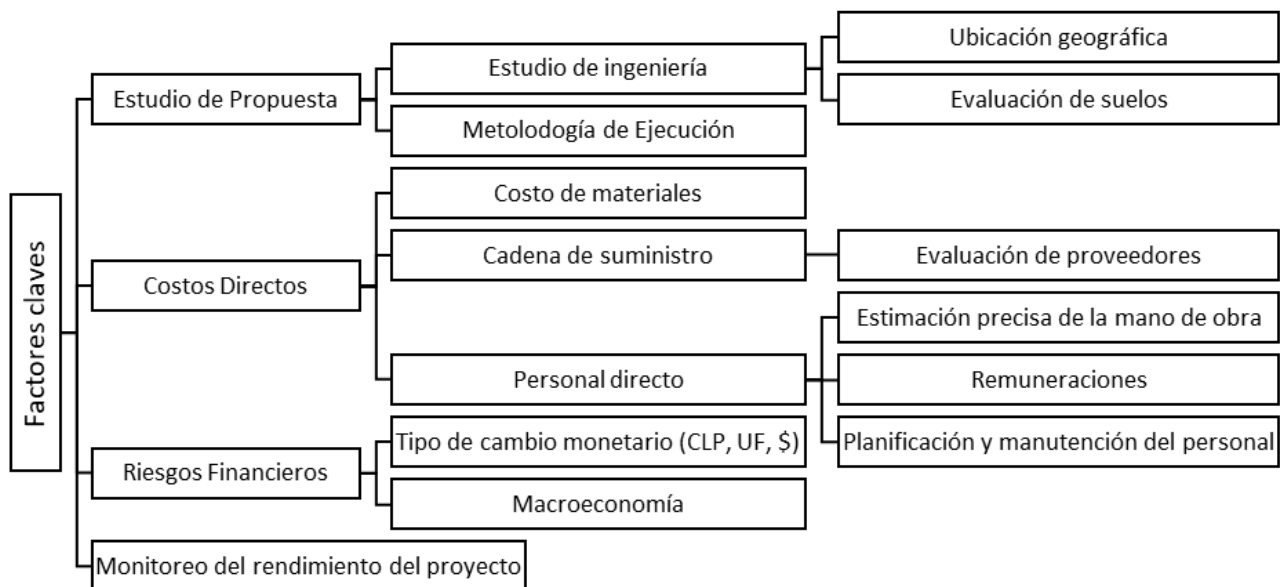 Factores claves
Estudio de Propuesta
Estudio de ingeniería
Ubicación geográfica
Evaluación de suelos
Metolodogía de Ejecución
Costos Directos
Costo de materiales
Cadena de suministro
Evaluación de proveedores
Personal directo
Estimación precisa de la mano de obra
Remuneraciones
Planificación y manutención del personal
Riesgos Financieros
Tipo de cambio monetario (CLP, UF, $)
Macroeconomía
Monitoreo del rendimiento del proyecto